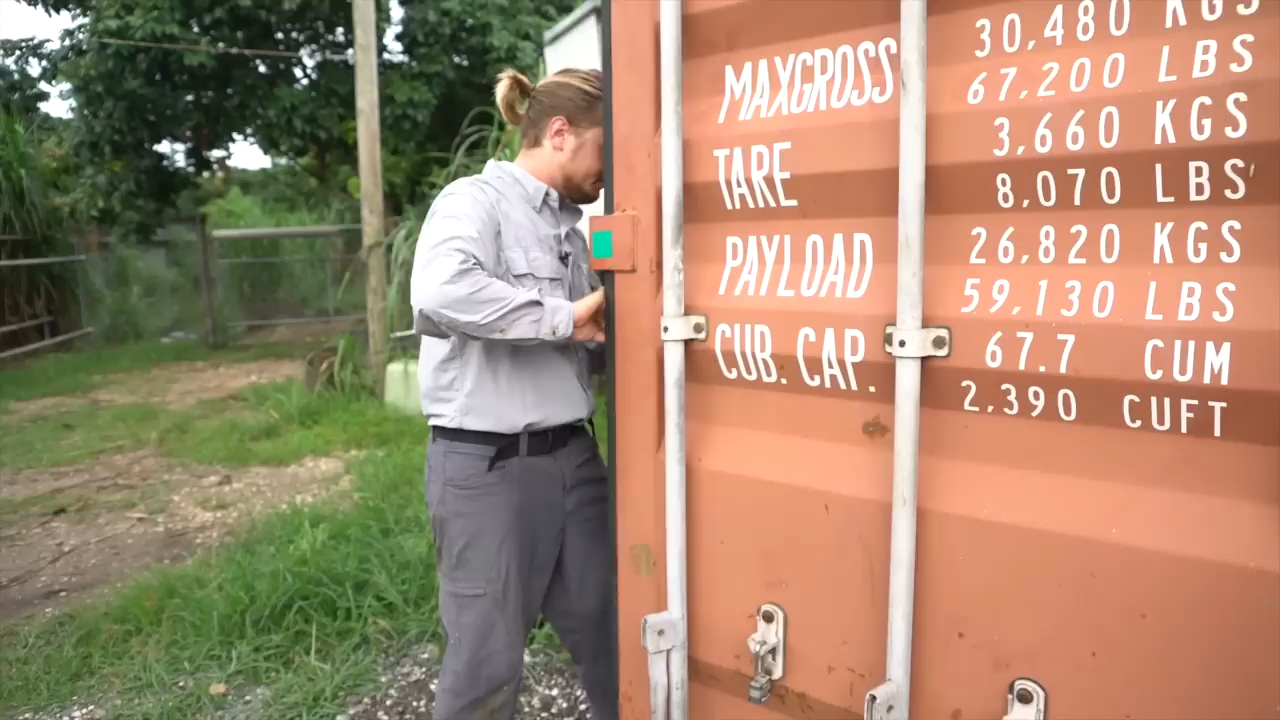 MAXGROSS 30,480 KGS
67,200 LBS
TARE 3,660 KGS
8,070 LBS
PAYLOAD 26,820 KGS
59,130 LBS
CUB. CAP. 67.7 CUM
2,390 CUFT